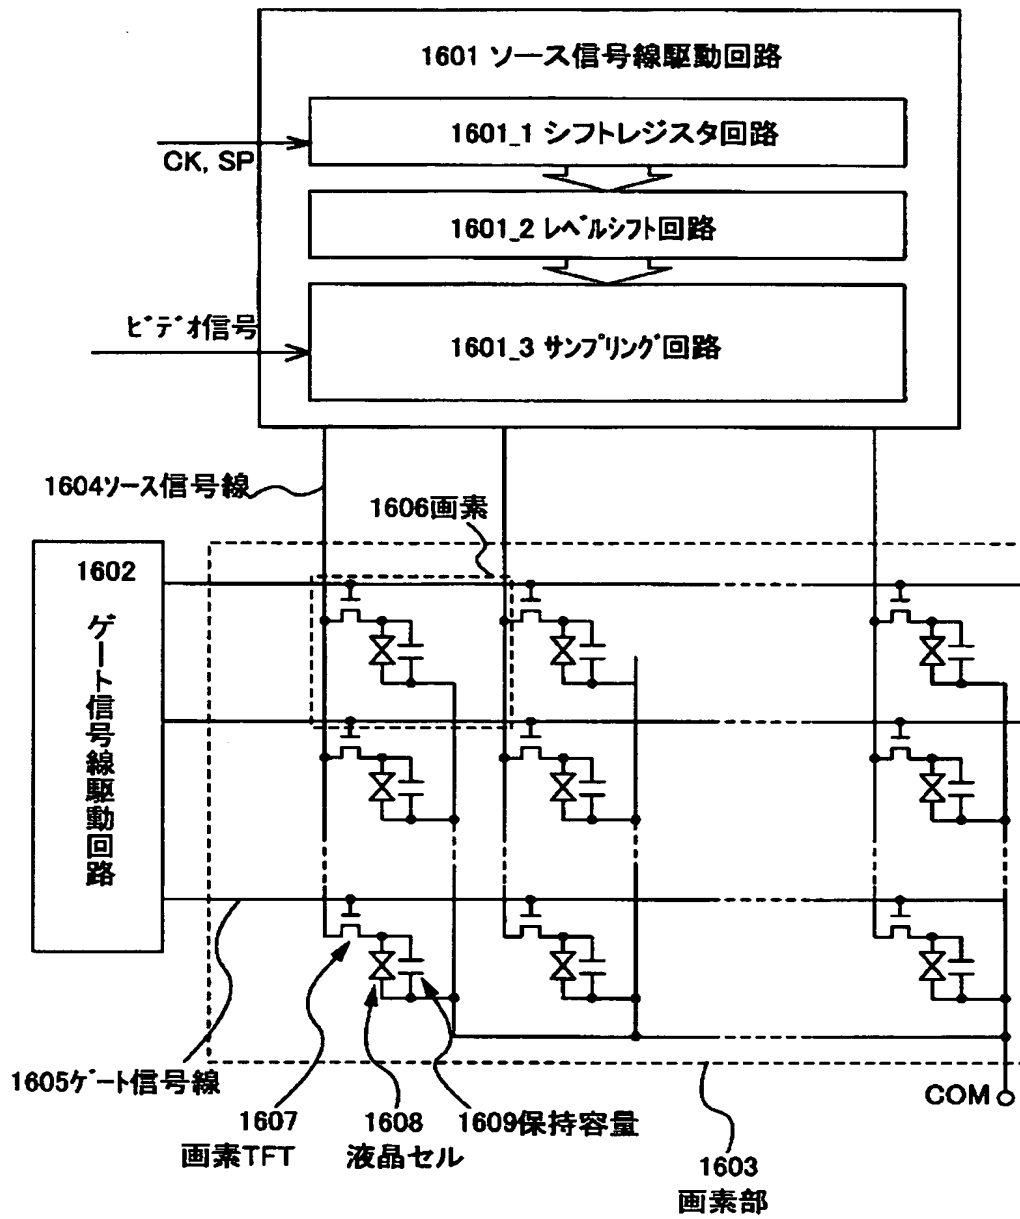 1601 ソース信号線駆動回路
1601_1 シフトレジスタ回路
CK, SP
1601_2 レベルシフト回路
ビデオ信号
1601_3 サンプリング回路
1604ソース信号線
1606画素
1602
ゲート信号線駆動回路
1605ゲート信号線
COM
1607
画素TFT
1608
液晶セル
1609保持容量
1603
画素部